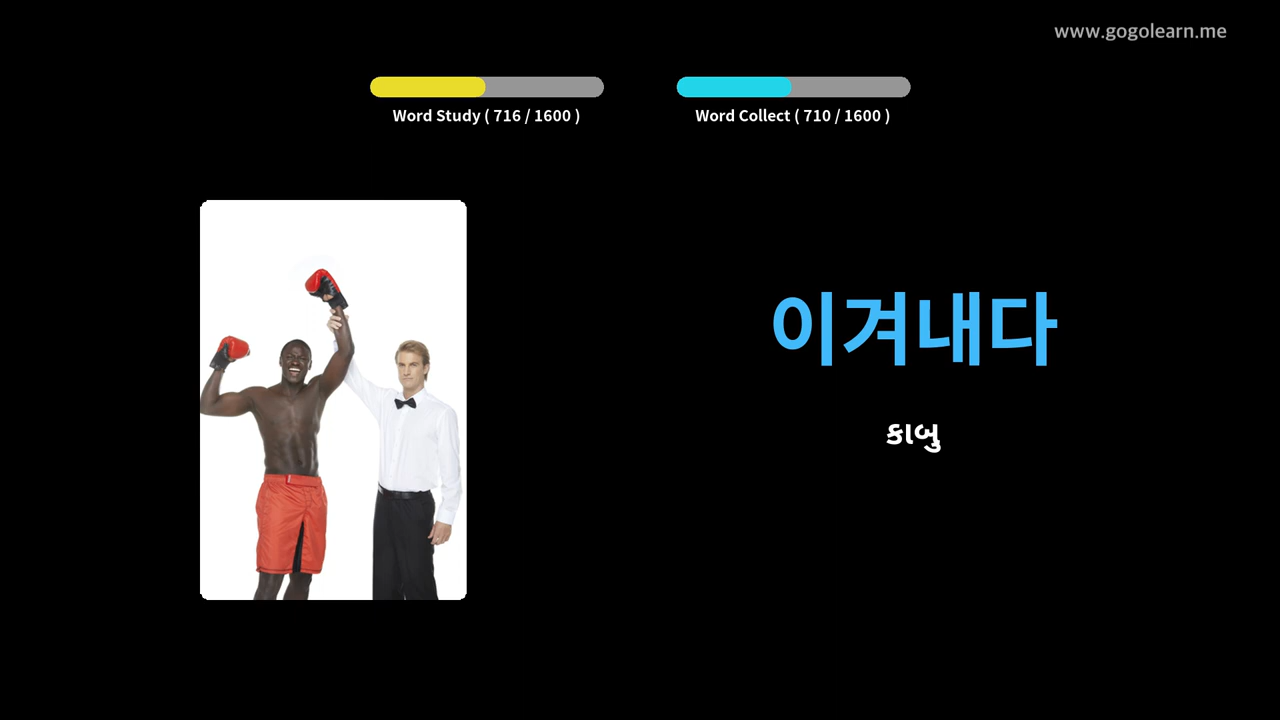 www.gogolearn.me
Word Study ( 716 / 1600 )
Word Collect ( 710 / 1600 )
이겨내다
કાબુ